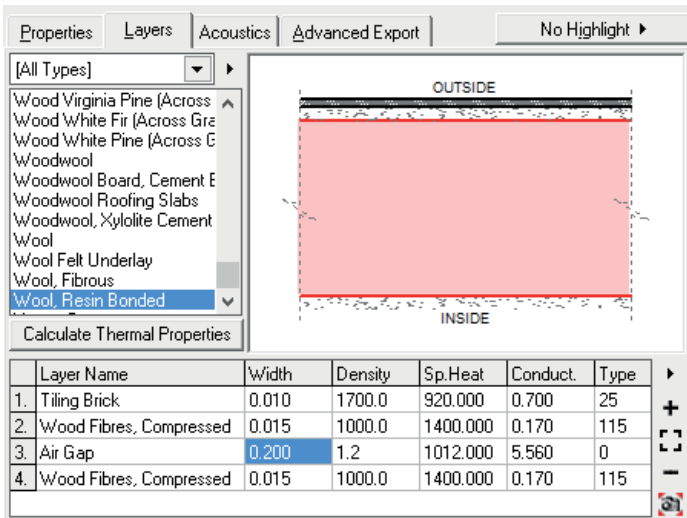 Properties Layers Acoustics Advanced Export No Highlight
[All Types]
Wood Virginia Pine (Across
Wood White Fir (Across Gra
Wood White Pine (Across G
Woodwool
Woodwool Board, Cement B
Woodwool Roofing Slabs
Woodwool, Xylolite Cement
Wool
Wool Felt Underlay
Wool, Fibrous
Wool, Resin Bonded
Calculate Thermal Properties
OUTSIDE
INSIDE
Layer Name Width Density Sp.Heat Conduct. Type
1. Tiling Brick 0.010 1700.0 920.000 0.700 25
2. Wood Fibres, Compressed 0.015 1000.0 1400.000 0.170 115
3. Air Gap 0.200 1.2 1012.000 5.560 0
4. Wood Fibres, Compressed 0.015 1000.0 1400.000 0.170 115